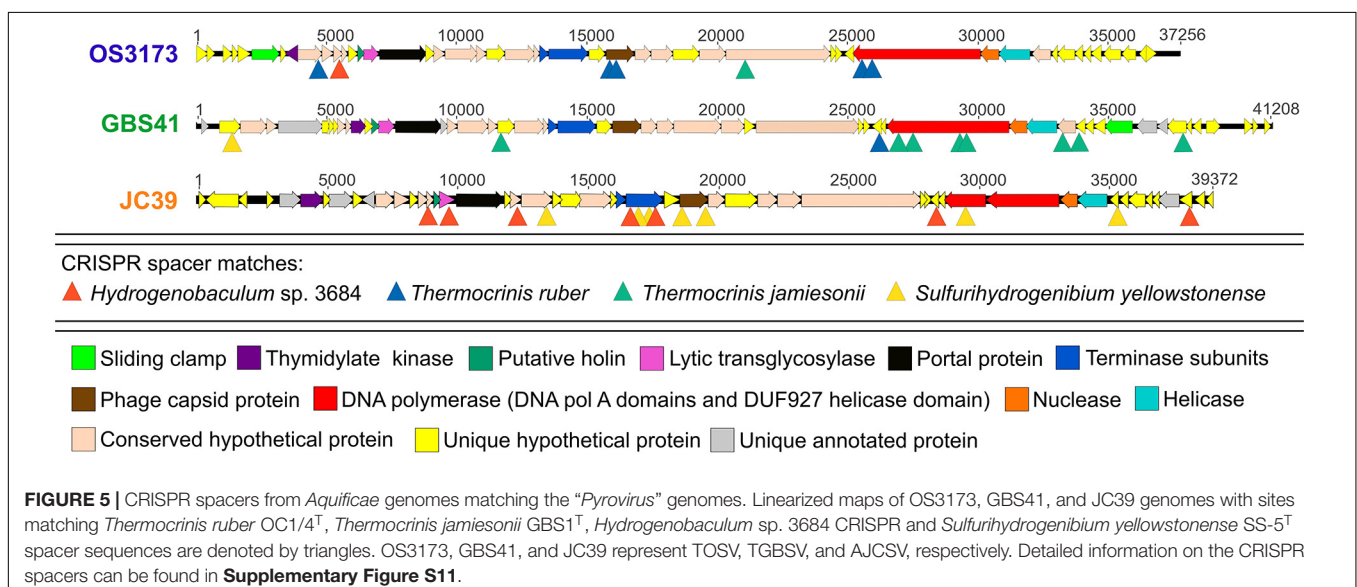 1 5000 10000 15000 20000 25000 30000 35000 37256
OS3173
1 5000 10000 15000 20000 25000 30000 35000 41208
GBS41
1 5000 10000 15000 20000 25000 30000 35000 39372
JC39
CRISPR spacer matches:
Hydrogenobaculum sp. 3684 Thermocrinis ruber Thermocrinis jamiesonii Sulfurihydrogenibium yellowstonense
Sliding clamp Thymidylate kinase Putative holin Lytic transglycosylase Portal protein Terminase subunits
Phage capsid protein DNA polymerase (DNA pol A domains and DUF927 helicase domain) Nuclease Helicase
Conserved hypothetical protein Unique hypothetical protein Unique annotated protein
FIGURE 5 | CRISPR spacers from Aquificae genomes matching the “Pyrovirus” genomes. Linearized maps of OS3173, GBS41, and JC39 genomes with sites
matching Thermocrinis ruber OC1/4ᵀ, Thermocrinis jamiesonii GBS1ᵀ, Hydrogenobaculum sp. 3684 CRISPR and Sulfurihydrogenibium yellowstonense SS-5ᵀ
spacer sequences are denoted by triangles. OS3173, GBS41, and JC39 represent TOSV, TGBSV, and AJCSV, respectively. Detailed information on the CRISPR
spacers can be found in Supplementary Figure S11.